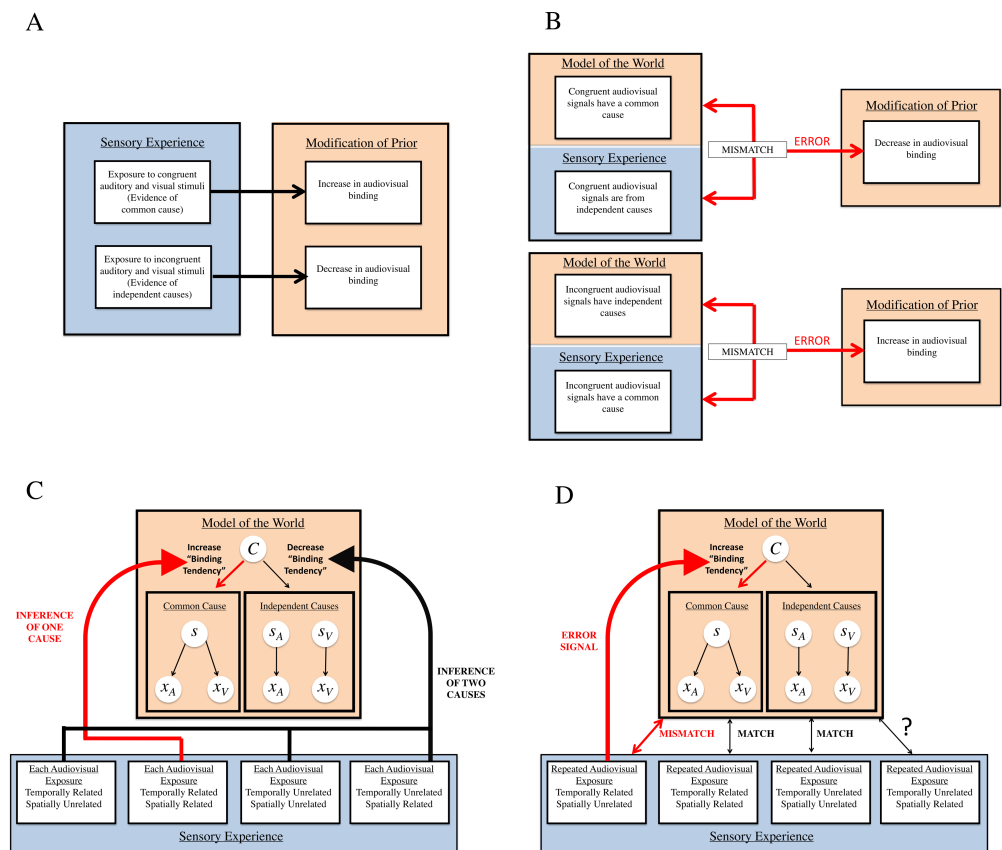 A
Sensory Experience
Exposure to congruent
auditory and visual stimuli
(Evidence of
common cause)
Exposure to incongruent
auditory and visual stimuli
(Evidence of
independent causes)
Modification of Prior
Increase in audiovisual
binding
Decrease in audiovisual
binding
B
Model of the World
Congruent audiovisual
signals have a common
cause
Sensory Experience
Congruent audiovisual
signals are from
independent causes
MISMATCH
ERROR
Modification of Prior
Decrease in audiovisual
binding
Model of the World
Incongruent audiovisual
signals have independent
causes
Sensory Experience
Incongruent audiovisual
signals have a common
cause
MISMATCH
ERROR
Modification of Prior
Increase in audiovisual
binding
C
Model of the World
Increase
"Binding
Tendency"
C
Decrease
"Binding
Tendency"
Common Cause
s
x_A x_V
Independent Causes
s_A s_V
x_A x_V
INFERENCE
OF ONE
CAUSE
INFERENCE
OF TWO
CAUSES
Each Audiovisual
Exposure
Temporally Related
Spatially Unrelated
Each Audiovisual
Exposure
Temporally Related
Spatially Related
Each Audiovisual
Exposure
Temporally Unrelated
Spatially Unrelated
Each Audiovisual
Exposure
Temporally Unrelated
Spatially Related
Sensory Experience
D
Model of the World
Increase
"Binding
Tendency"
C
Common Cause
s
x_A x_V
Independent Causes
s_A s_V
x_A x_V
ERROR
SIGNAL
MISMATCH
MATCH
MATCH
?
Repeated Audiovisual
Exposure
Temporally Related
Spatially Unrelated
Repeated Audiovisual
Exposure
Temporally Related
Spatially Related
Repeated Audiovisual
Exposure
Temporally Unrelated
Spatially Unrelated
Repeated Audiovisual
Exposure
Temporally Unrelated
Spatially Related
Sensory Experience